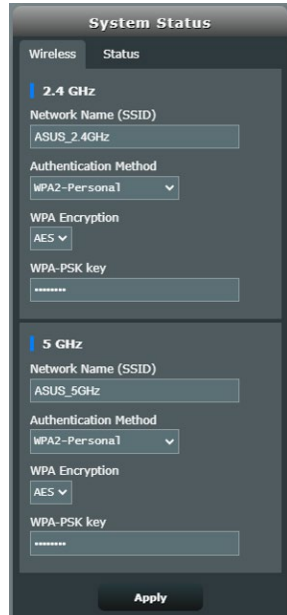 System Status
Wireless Status
2.4 GHz
Network Name (SSID)
ASUS_2.4GHz
Authentication Method
WPA2-Personal
WPA Encryption
AES
WPA-PSK key
••••••••
5 GHz
Network Name (SSID)
ASUS_5GHz
Authentication Method
WPA2-Personal
WPA Encryption
AES
WPA-PSK key
••••••••
Apply